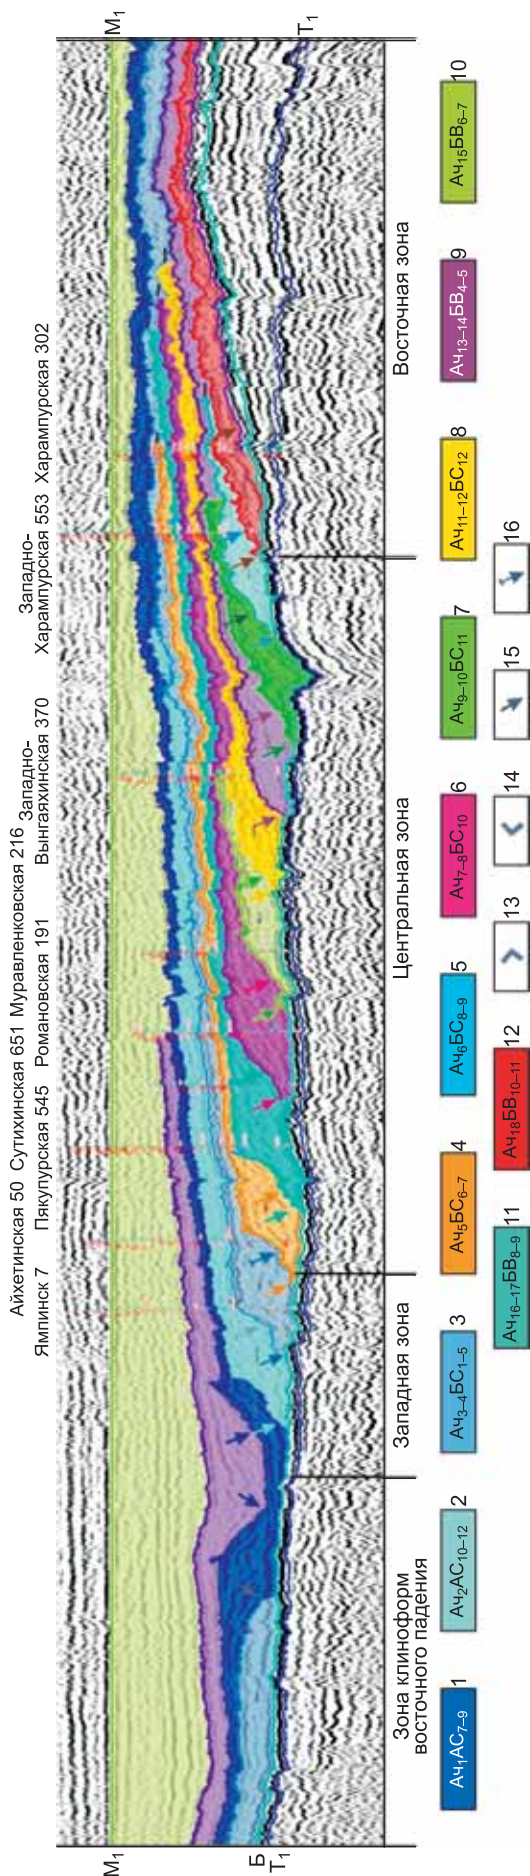 Айхетинская 50 Сутихинская 651 Муравленковская 216
Ямпинск 7 Пякупурская 545 Романовская 191 Западно-Вынгаяхинская 370 Западно-Харампурская 553 Харампурская 302
M₁ M₁
Б
T₁ T₁
Зона клиноформ
восточного падения
Западная зона Центральная зона Восточная зона
Ач₁АС₇₋₉ 1
Ач₂АС₁₀₋₁₂ 2
Ач₃₋₄БС₁₋₅ 3
Ач₅БС₆₋₇ 4
Ач₆БС₈₋₉ 5
Ач₇₋₈БС₁₀ 6
Ач₉₋₁₀БС₁₁ 7
Ач₁₁₋₁₂БС₁₂ 8
Ач₁₃₋₁₄БВ₄₋₅ 9
Ач₁₅БВ₆₋₇ 10
Ач₁₆₋₁₇БВ₈₋₉ 11
Ач₁₈БВ₁₀₋₁₁ 12
13
14
15
16